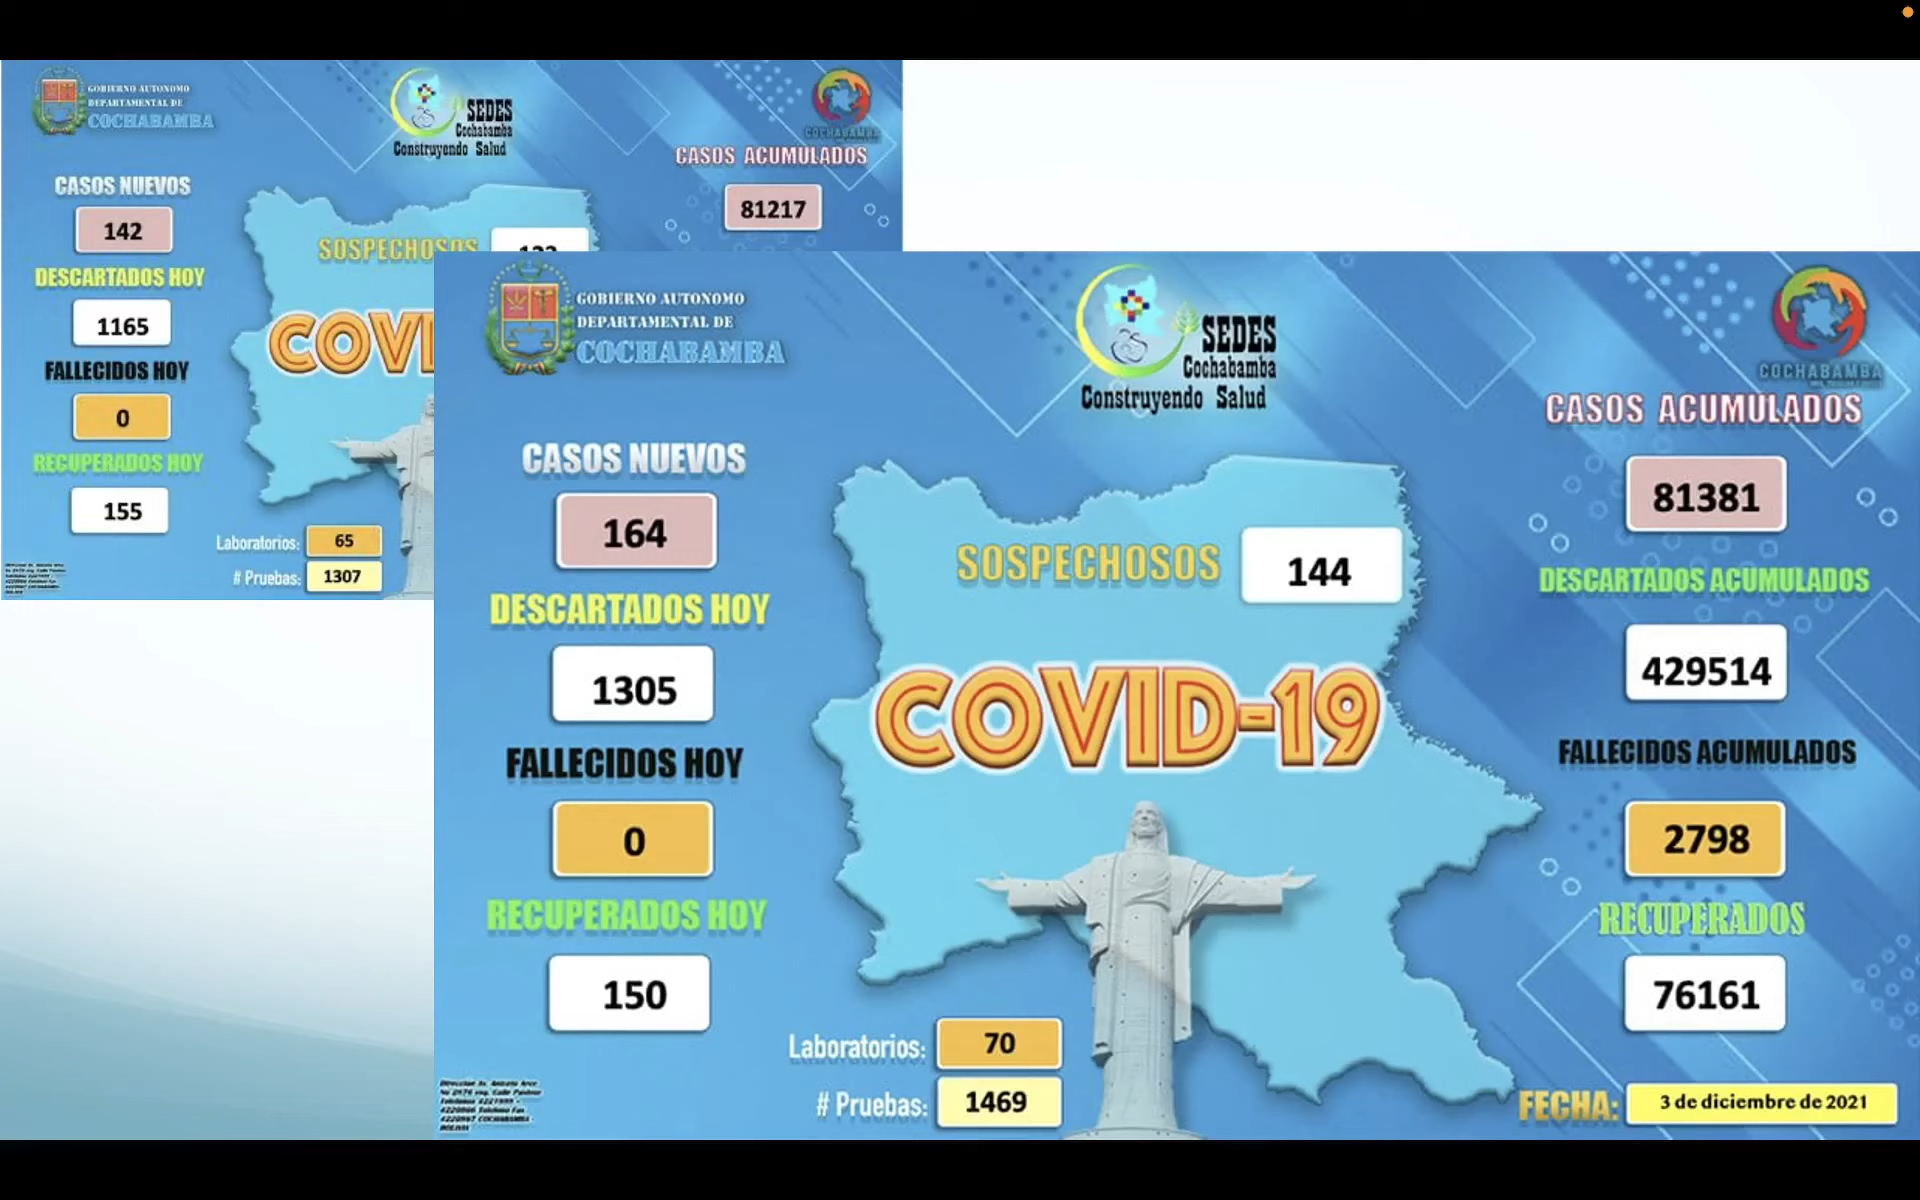 GOBIERNO AUTONOMO
DEPARTAMENTAL DE
COCHABAMBA
SEDES
Cochabamba
Construyendo Salud
COCHABAMBA
CASOS ACUMULADOS
81217
CASOS NUEVOS
142
SOSPECHOSOS
DESCARTADOS HOY
1165
COVI
FALLECIDOS HOY
0
RECUPERADOS HOY
155
Laboratorios: 65
# Pruebas: 1307
GOBIERNO AUTONOMO
DEPARTAMENTAL DE
COCHABAMBA
SEDES
Cochabamba
Construyendo Salud
COCHABAMBA
CASOS NUEVOS
164
DESCARTADOS HOY
1305
FALLECIDOS HOY
0
RECUPERADOS HOY
150
SOSPECHOSOS 144
COVID-19
Laboratorios: 70
# Pruebas: 1469
CASOS ACUMULADOS
81381
DESCARTADOS ACUMULADOS
429514
FALLECIDOS ACUMULADOS
2798
RECUPERADOS
76161
FECHA: 3 de diciembre de 2021